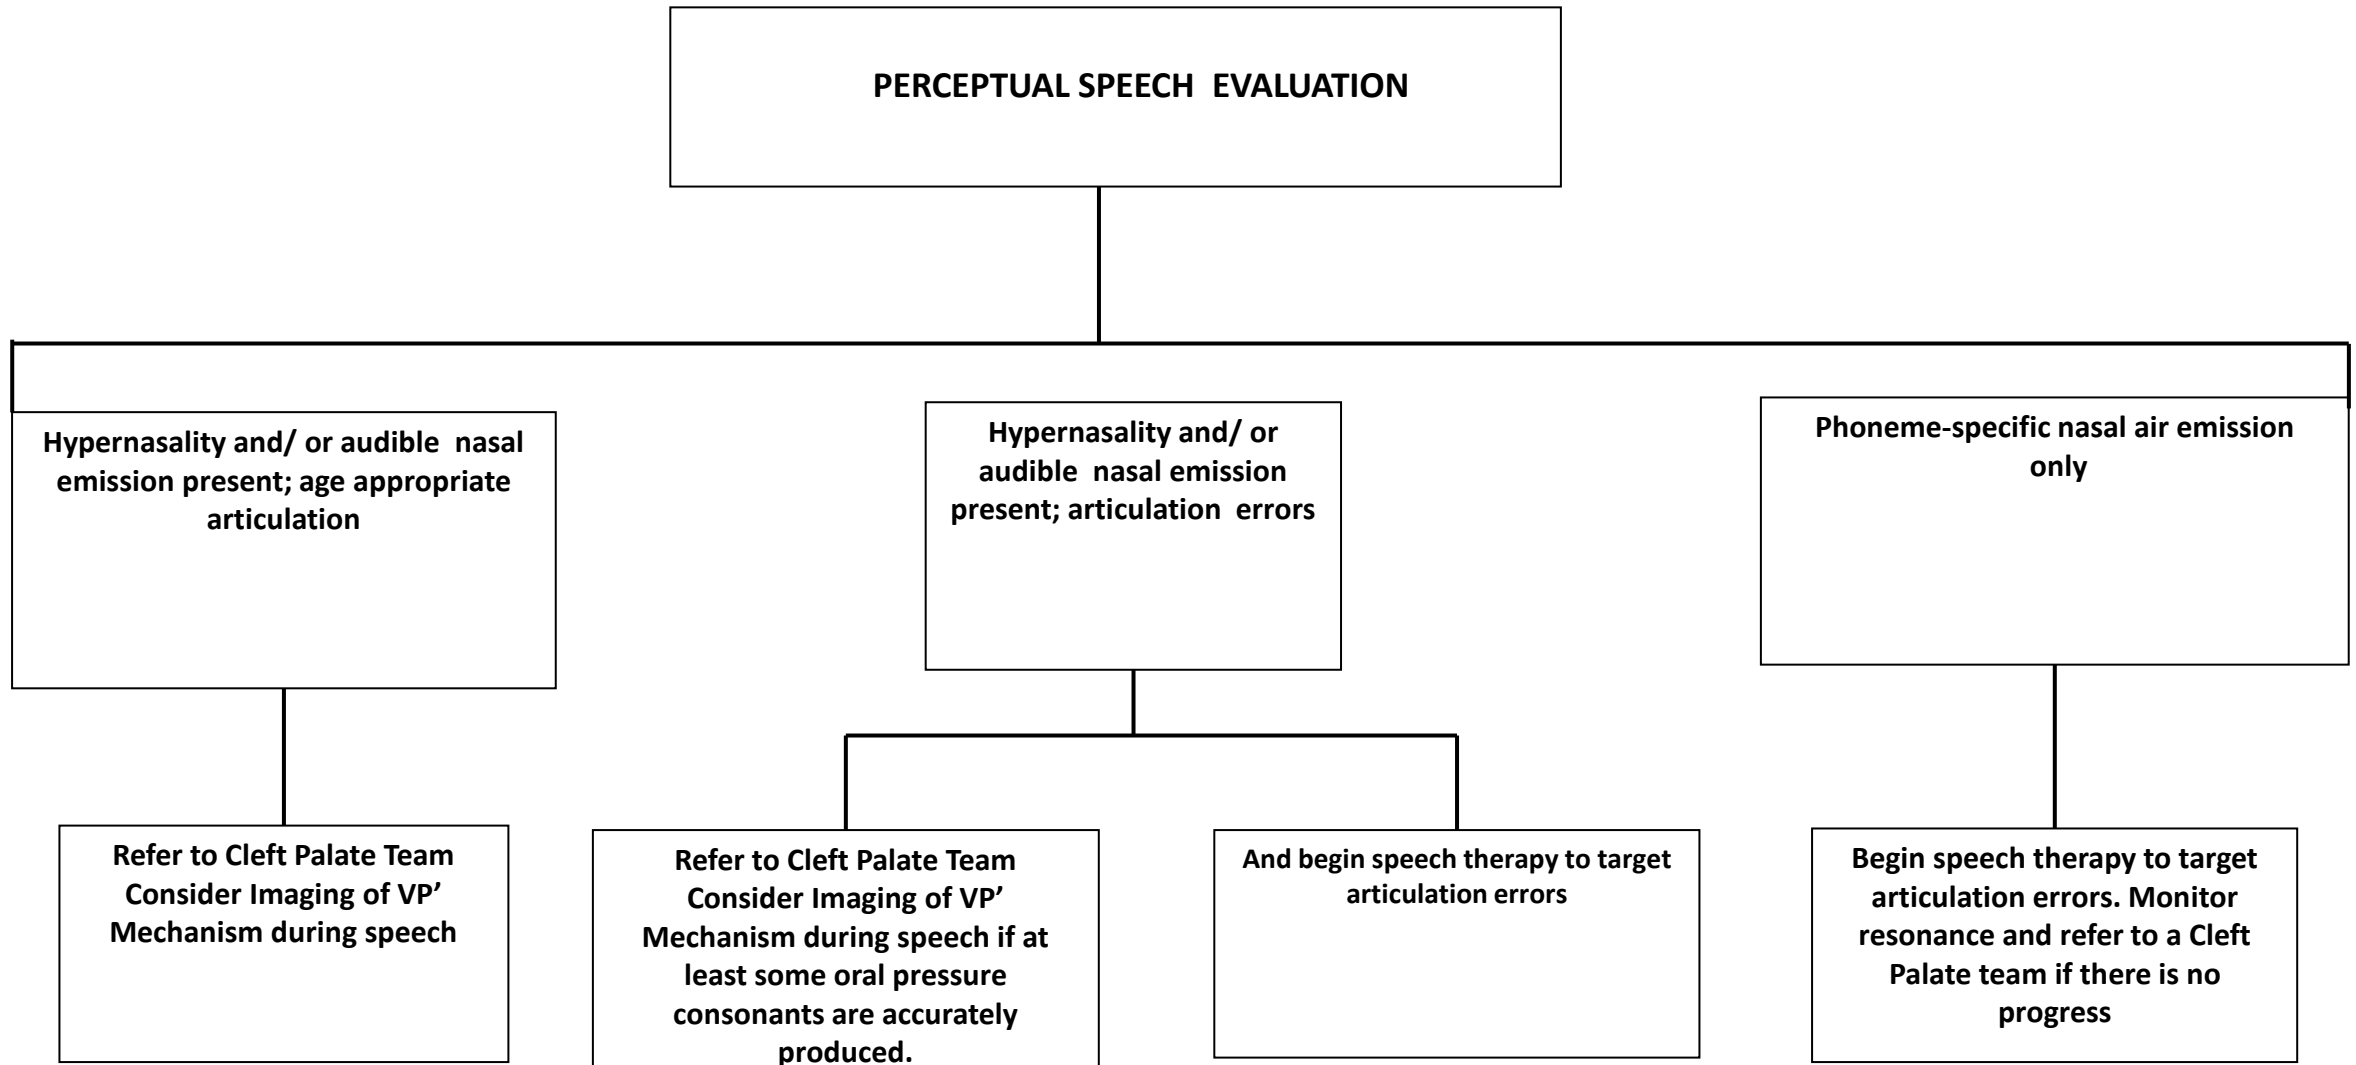 PERCEPTUAL SPEECH EVALUATION
Hypernasality and/ or audible nasal
emission present; age appropriate
articulation
Hypernasality and/ or
audible nasal emission
present; articulation errors
Phoneme-specific nasal air emission
only
Refer to Cleft Palate Team
Consider Imaging of VP’
Mechanism during speech
Refer to Cleft Palate Team
Consider Imaging of VP’
Mechanism during speech if at
least some oral pressure
consonants are accurately
produced.
And begin speech therapy to target
articulation errors
Begin speech therapy to target
articulation errors. Monitor
resonance and refer to a Cleft
Palate team if there is no
progress